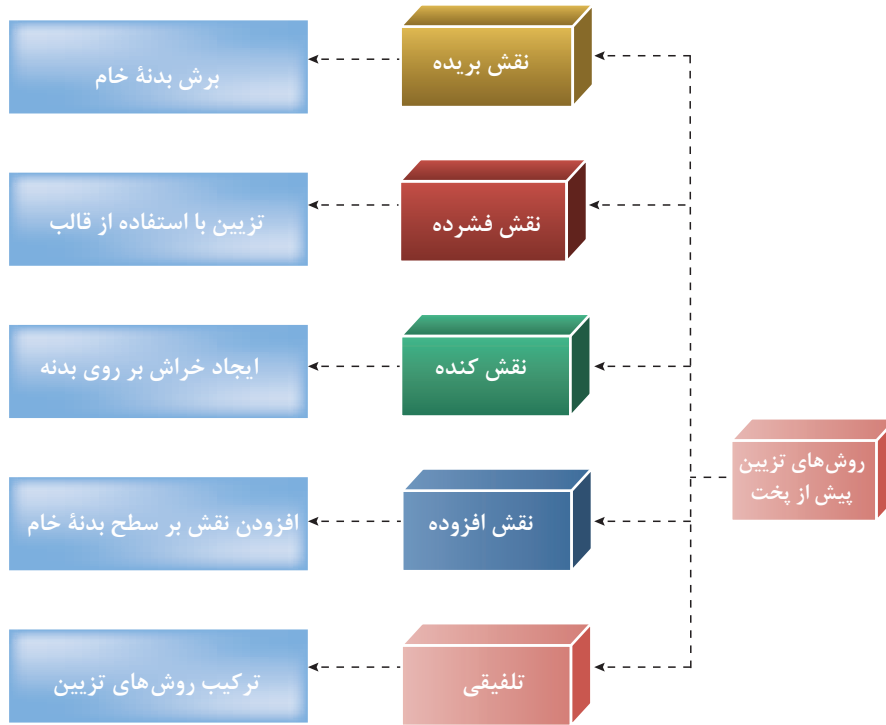 روش‌های تزیین
پیش از پخت
نقش بریده
برش بدنهٔ خام
نقش فشرده
تزیین با استفاده از قالب
نقش کنده
ایجاد خراش بر روی بدنه
نقش افزوده
افزودن نقش بر سطح بدنهٔ خام
تلفیقی
ترکیب روش‌های تزیین